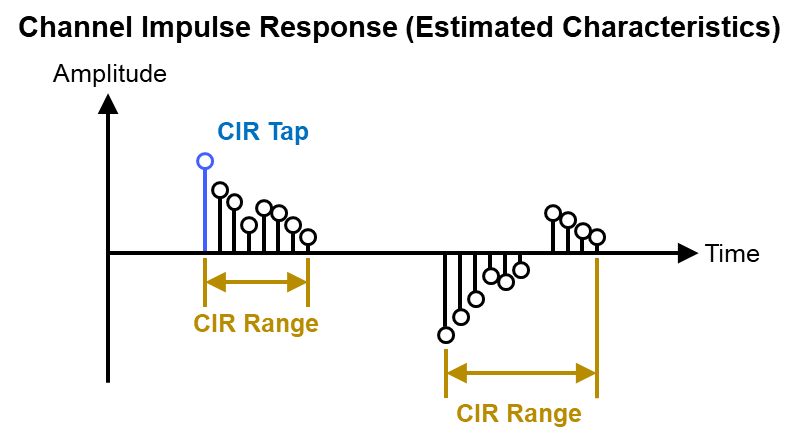 Channel Impulse Response (Estimated Characteristics)
Amplitude
CIR Tap
Time
CIR Range
CIR Range